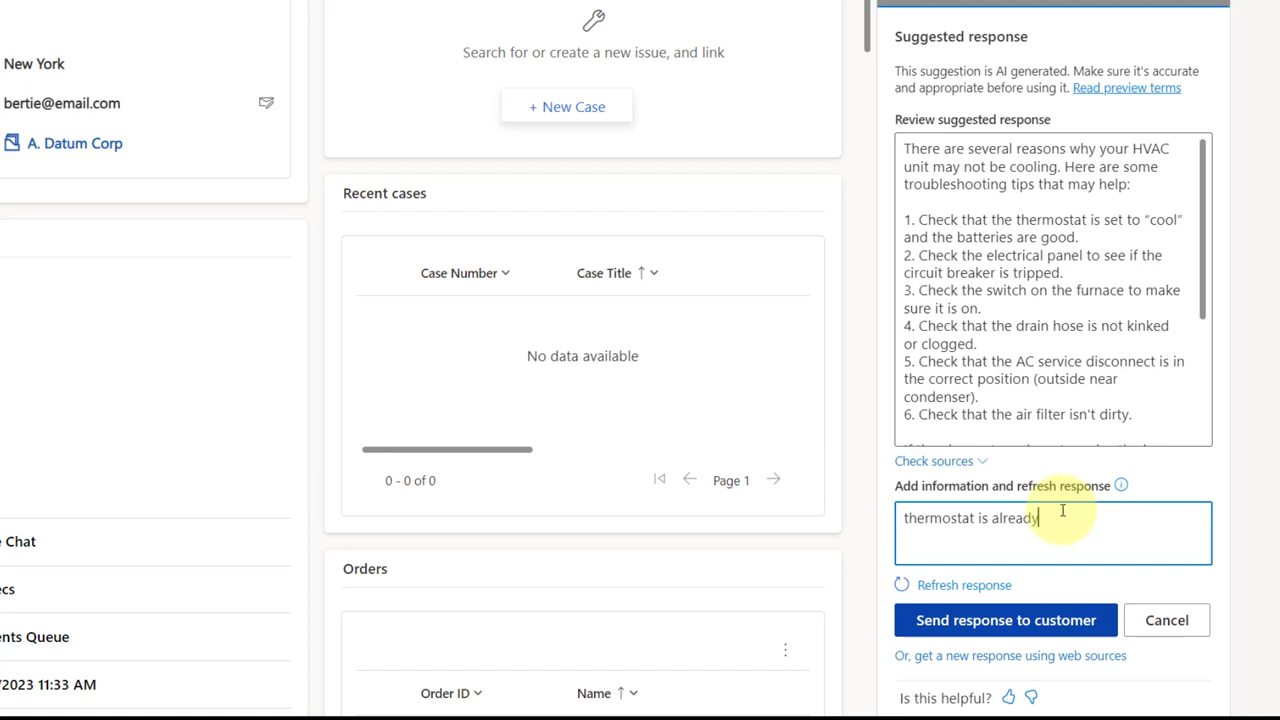 New York
bertie@email.com
A. Datum Corp
e Chat
ecs
ents Queue
/2023 11:33 AM
Search for or create a new issue, and link
+ New Case
Recent cases
Case Number
Case Title
No data available
0 - 0 of 0
Page 1
Orders
Order ID
Name
Suggested response
This suggestion is AI generated. Make sure it's accurate
and appropriate before using it. Read preview terms
Review suggested response
There are several reasons why your HVAC
unit may not be cooling. Here are some
troubleshooting tips that may help:
1. Check that the thermostat is set to “cool”
and the batteries are good.
2. Check the electrical panel to see if the
circuit breaker is tripped.
3. Check the switch on the furnace to make
sure it is on.
4. Check that the drain hose is not kinked
or clogged.
5. Check that the AC service disconnect is in
the correct position (outside near
condenser).
6. Check that the air filter isn't dirty.
Check sources
Add information and refresh response
thermostat is already
Refresh response
Send response to customer
Cancel
Or, get a new response using web sources
Is this helpful?